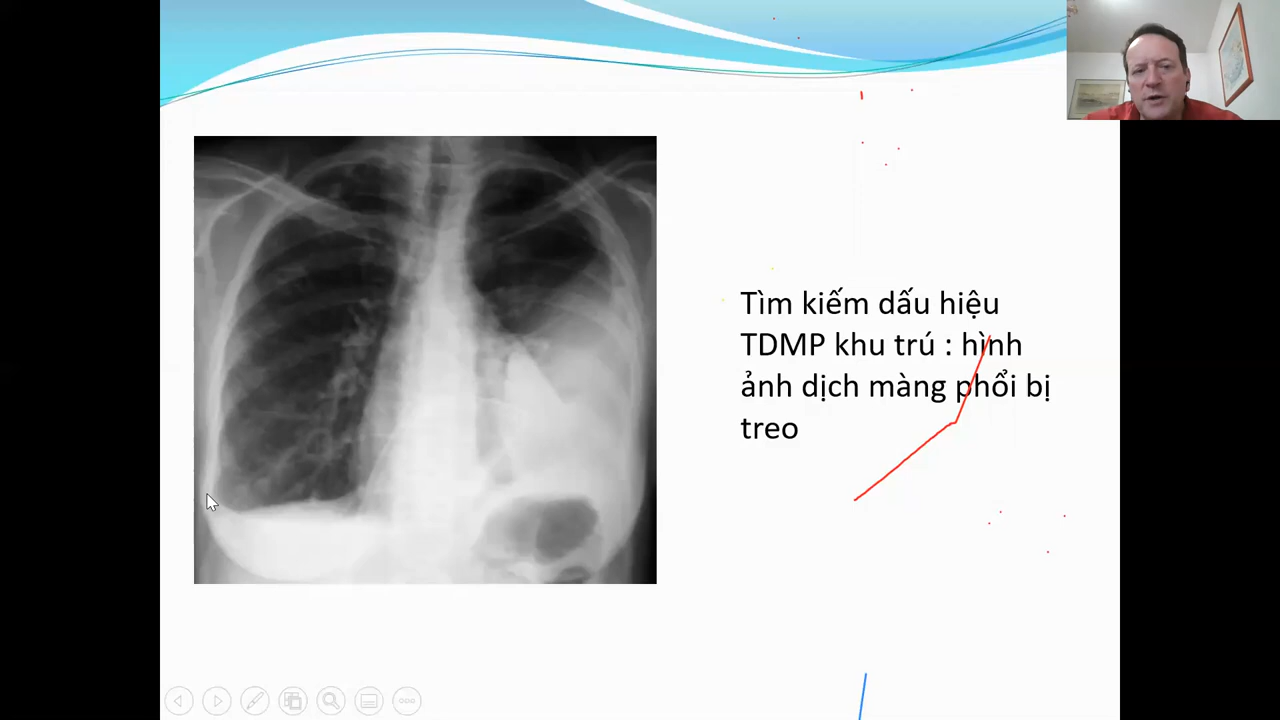 Tìm kiếm dấu hiệu
TDMP khu trú : hình
ảnh dịch màng phổi bị
treo